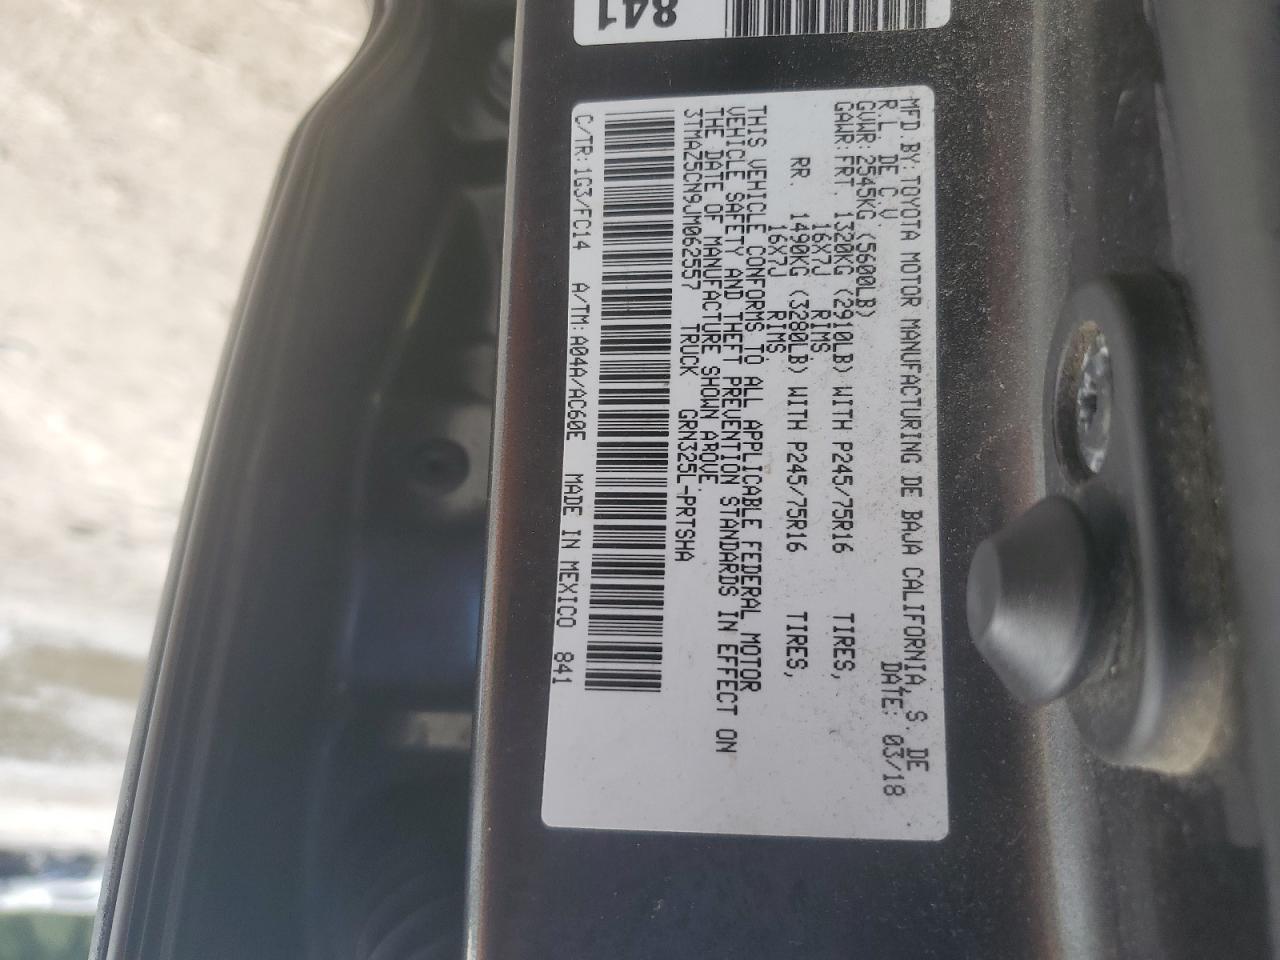 841
MFD. BY: TOYOTA MOTOR MANUFACTURING DE BAJA CALIFORNIA, S. DE
R.L. DE C.V. DATE: 03/18
GVWR: 2545KG (5600LB)
GAWR: FRT. 1320KG (2910LB) WITH P245/75R16 TIRES,
16X7J RIMS,
RR. 1490KG (3280LB) WITH P245/75R16 TIRES,
16X7J RIMS.
THIS VEHICLE CONFORMS TO ALL APPLICABLE FEDERAL MOTOR
VEHICLE SAFETY AND THEFT PREVENTION STANDARDS IN EFFECT ON
THE DATE OF MANUFACTURE SHOWN ABOVE.
3TMAZ5CN9JM062557 TRUCK GRN325L-PRTSHA
C/TR: 1G3/FC14 A/TM: A04A/AC60E MADE IN MEXICO 841